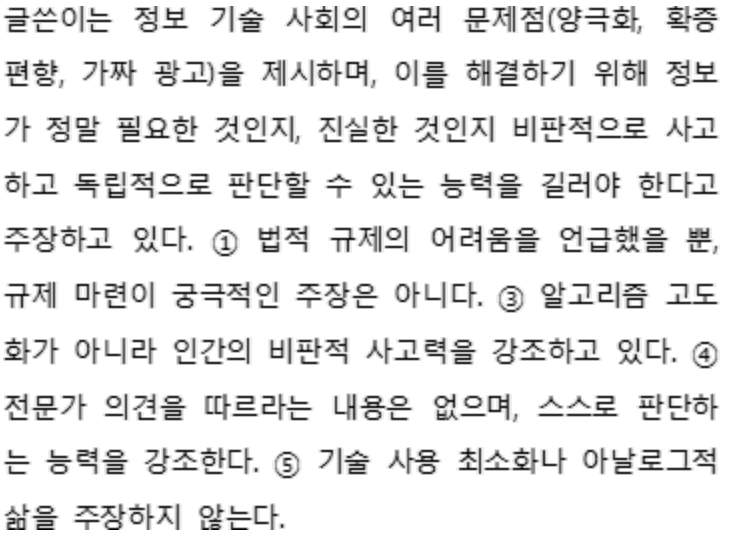 글쓴이는 정보 기술 사회의 여러 문제점(양극화, 확증
편향, 가짜 광고)을 제시하며, 이를 해결하기 위해 정보
가 정말 필요한 것인지, 진실한 것인지 비판적으로 사고
하고 독립적으로 판단할 수 있는 능력을 길러야 한다고
주장하고 있다. ① 법적 규제의 어려움을 언급했을 뿐,
규제 마련이 궁극적인 주장은 아니다. ③ 알고리즘 고도
화가 아니라 인간의 비판적 사고력을 강조하고 있다. ④
전문가 의견을 따르라는 내용은 없으며, 스스로 판단하
는 능력을 강조한다. ⑤ 기술 사용 최소화나 아날로그적
삶을 주장하지 않는다.